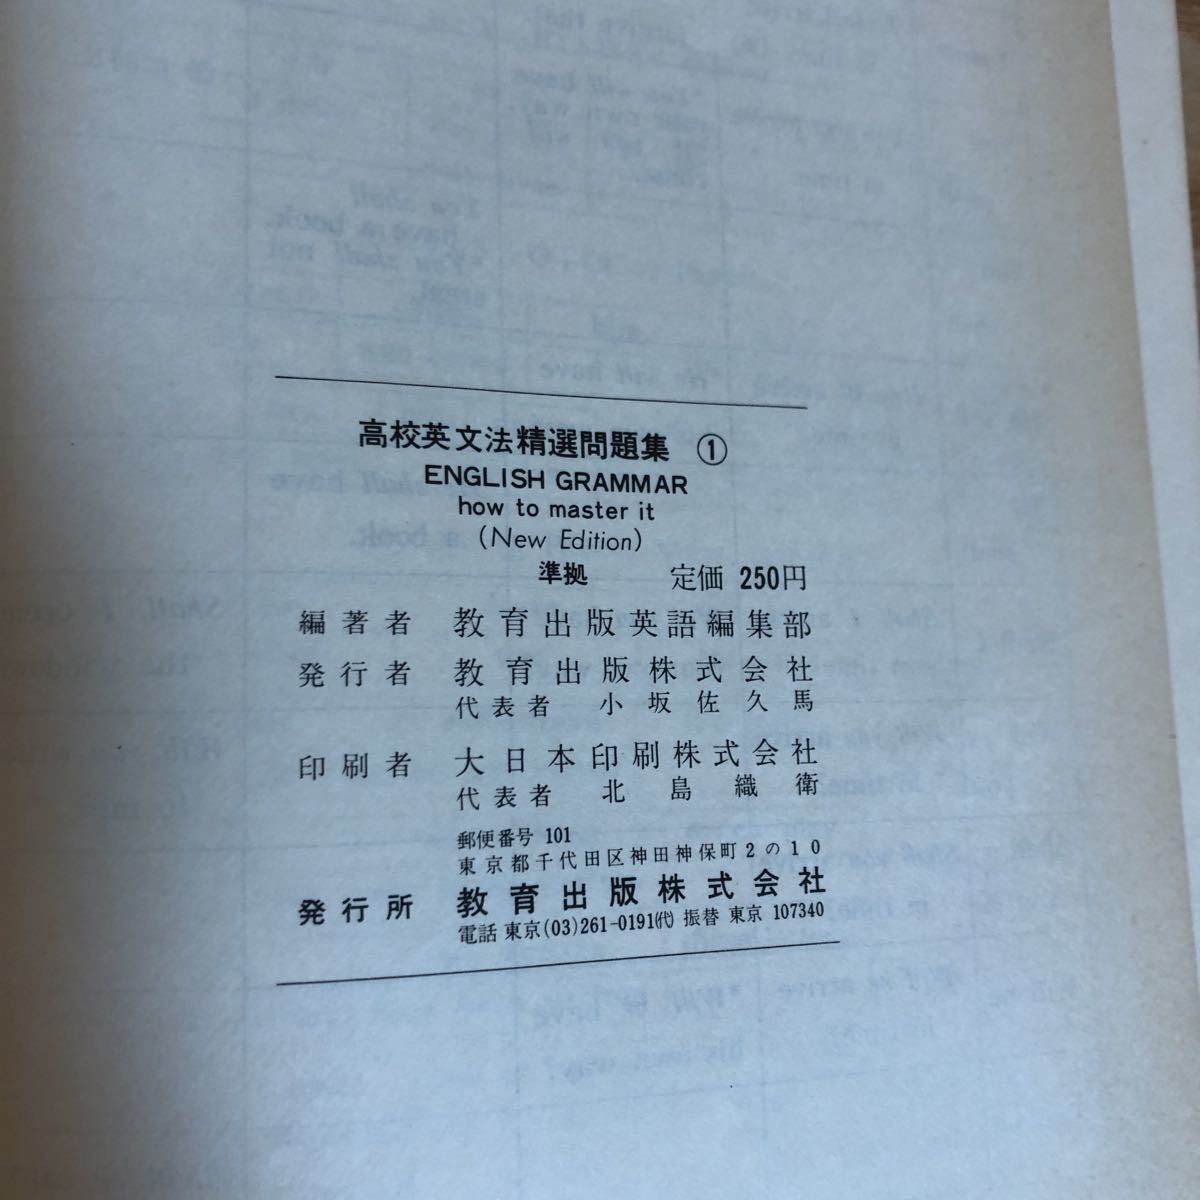 高校英文法精選問題集 ①
ENGLISH GRAMMAR
how to master it
(New Edition)
準拠 定価 250円
編著者 教育出版英語編集部
発行者 教育出版株式会社
代表者 小坂佐久馬
印刷者 大日本印刷株式会社
代表者 北島織衛
郵便番号 101
東京都千代田区神田神保町2の10
発行所 教育出版株式会社
電話 東京(03)261-0191(代) 振替 東京 107340